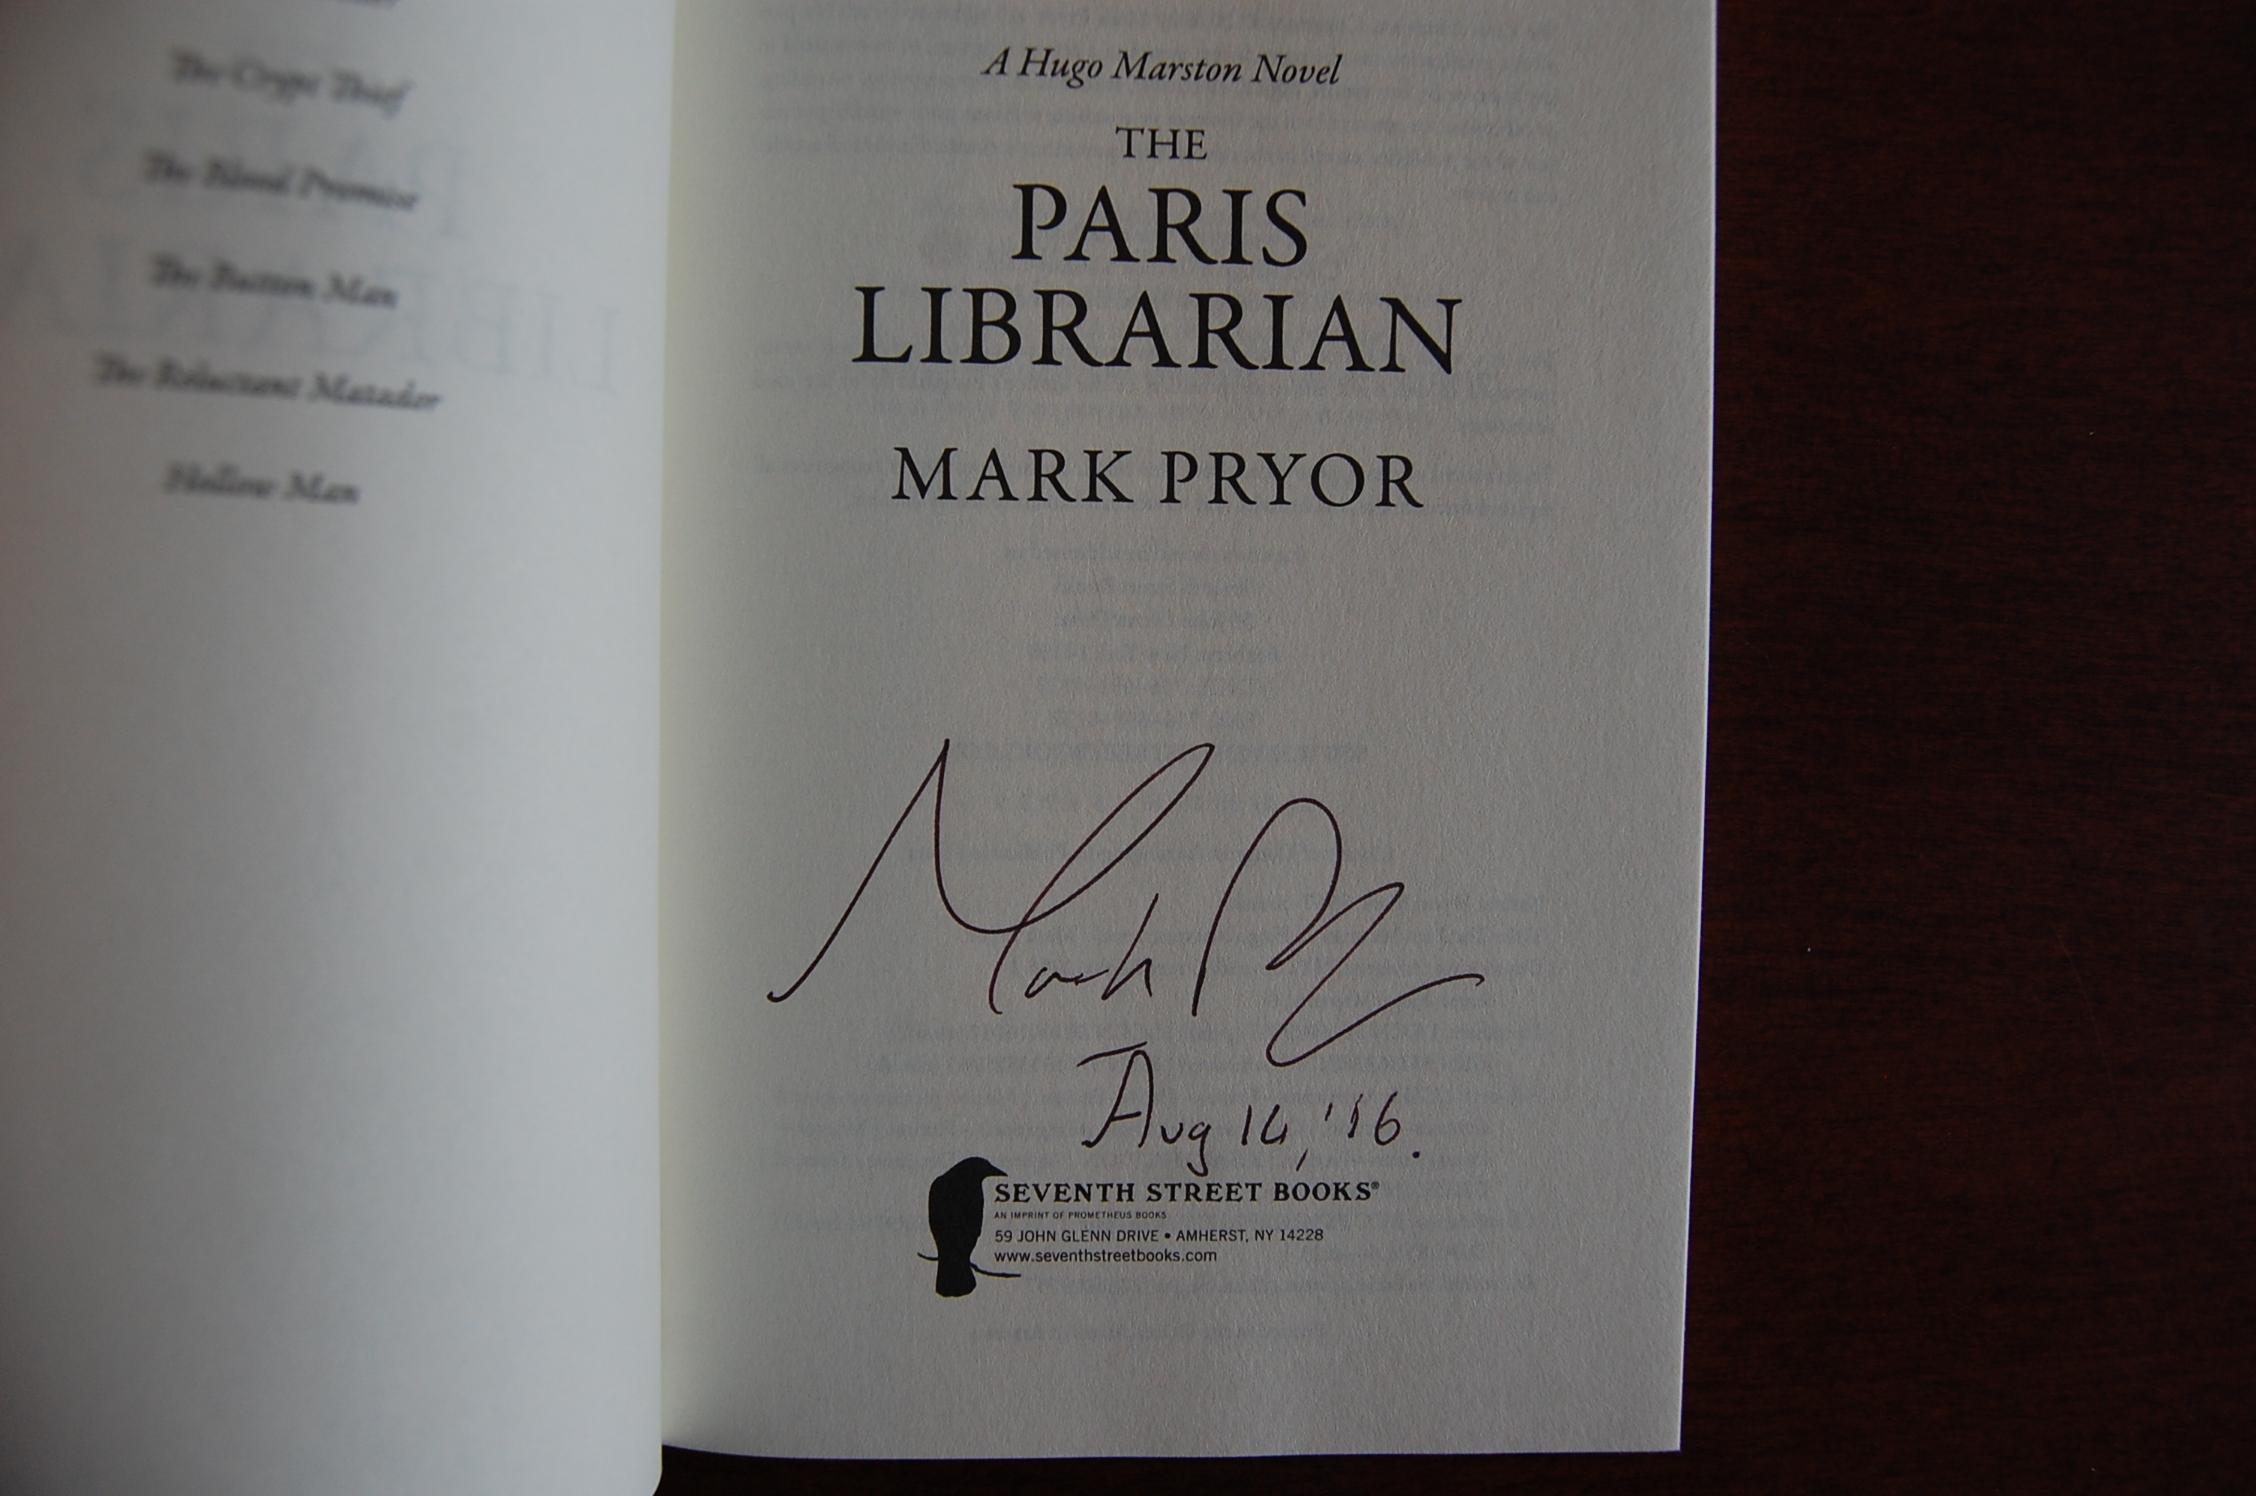 The Crypt Thief
The Blood Promise
The Button Man
The Reluctant Matador
Hollow Man
A Hugo Marston Novel
THE
PARIS
LIBRARIAN
MARK PRYOR
Mark Pryor
Aug 14, '16.
SEVENTH STREET BOOKS®
AN IMPRINT OF PROMETHEUS BOOKS
59 JOHN GLENN DRIVE • AMHERST, NY 14228
www.seventhstreetbooks.com